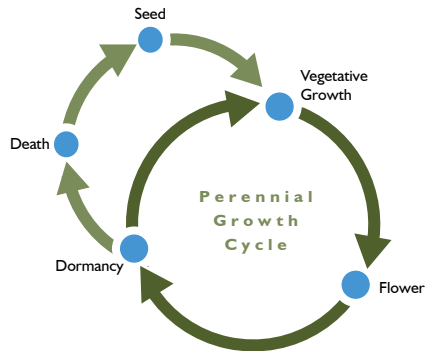 Seed
Vegetative
Growth
Death
Perennial
Growth
Cycle
Dormancy
Flower